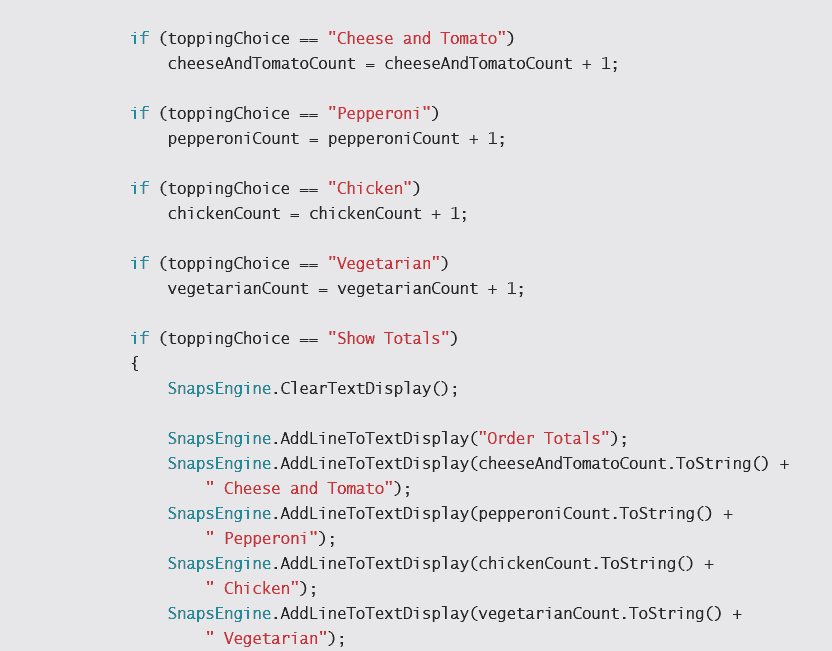 if (toppingChoice == "Cheese and Tomato")
cheeseAndTomatoCount = cheeseAndTomatoCount + 1;
if (toppingChoice == "Pepperoni")
pepperoniCount = pepperoniCount + 1;
if (toppingChoice == "Chicken")
chickenCount = chickenCount + 1;
if (toppingChoice == "Vegetarian")
vegetarianCount = vegetarianCount + 1;
if (toppingChoice == "Show Totals")
{
SnapsEngine.ClearTextDisplay();
SnapsEngine.AddLineToTextDisplay("Order Totals");
SnapsEngine.AddLineToTextDisplay(cheeseAndTomatoCount.ToString() +
" Cheese and Tomato");
SnapsEngine.AddLineToTextDisplay(pepperoniCount.ToString() +
" Pepperoni");
SnapsEngine.AddLineToTextDisplay(chickenCount.ToString() +
" Chicken");
SnapsEngine.AddLineToTextDisplay(vegetarianCount.ToString() +
" Vegetarian");